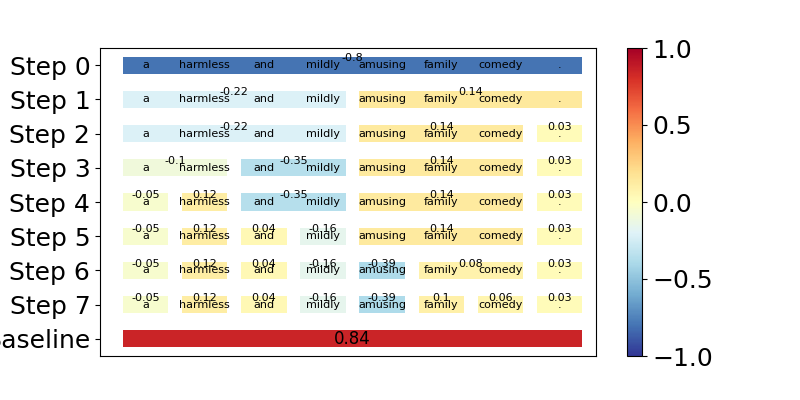 Step 0 a harmless and mildly -0.8 amusing family comedy .
Step 1 a harmless -0.22 and mildly amusing family 0.14 comedy .
Step 2 a harmless -0.22 and mildly amusing family 0.14 comedy 0.03 .
Step 3 a -0.1 harmless and -0.35 mildly amusing family 0.14 comedy 0.03 .
Step 4 -0.05 a 0.12 harmless and -0.35 mildly amusing family 0.14 comedy 0.03 .
Step 5 -0.05 a 0.12 harmless 0.04 and -0.16 mildly amusing family 0.14 comedy 0.03 .
Step 6 -0.05 a 0.12 harmless 0.04 and -0.16 mildly -0.39 amusing family 0.08 comedy 0.03 .
Step 7 -0.05 a 0.12 harmless 0.04 and -0.16 mildly -0.39 amusing 0.1 family 0.06 comedy 0.03 .
aseline 0.84
1.0
0.5
0.0
−0.5
−1.0